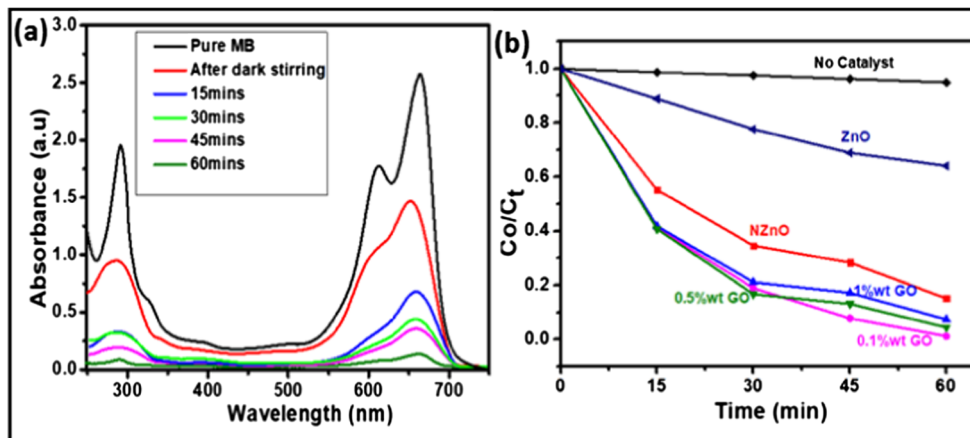 (a)
Absorbance (a.u)
3.0
2.5
2.0
1.5
1.0
0.5
0.0
Pure MB
After dark stirring
15mins
30mins
45mins
60mins
300 400 500 600 700
Wavelength (nm)
(b)
Co/Ct
1.0
0.8
0.6
0.4
0.2
0.0
No Catalyst
ZnO
NZnO
1%wt GO
0.5%wt GO
0.1%wt GO
0 15 30 45 60
Time (min)